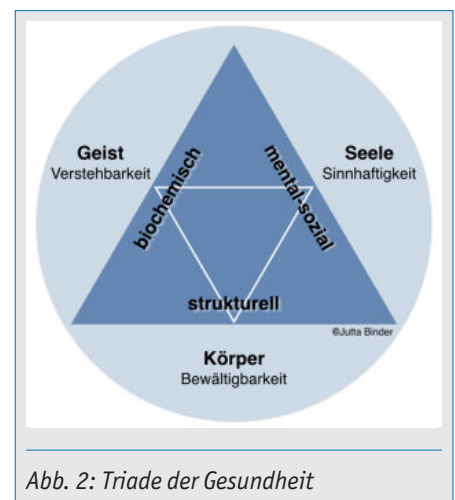 Geist
Verstehbarkeit
Seele
Sinnhaftigkeit
biochemisch
mental-sozial
strukturell
©Jutta Binder
Körper
Bewältigbarkeit
Abb. 2: Triade der Gesundheit